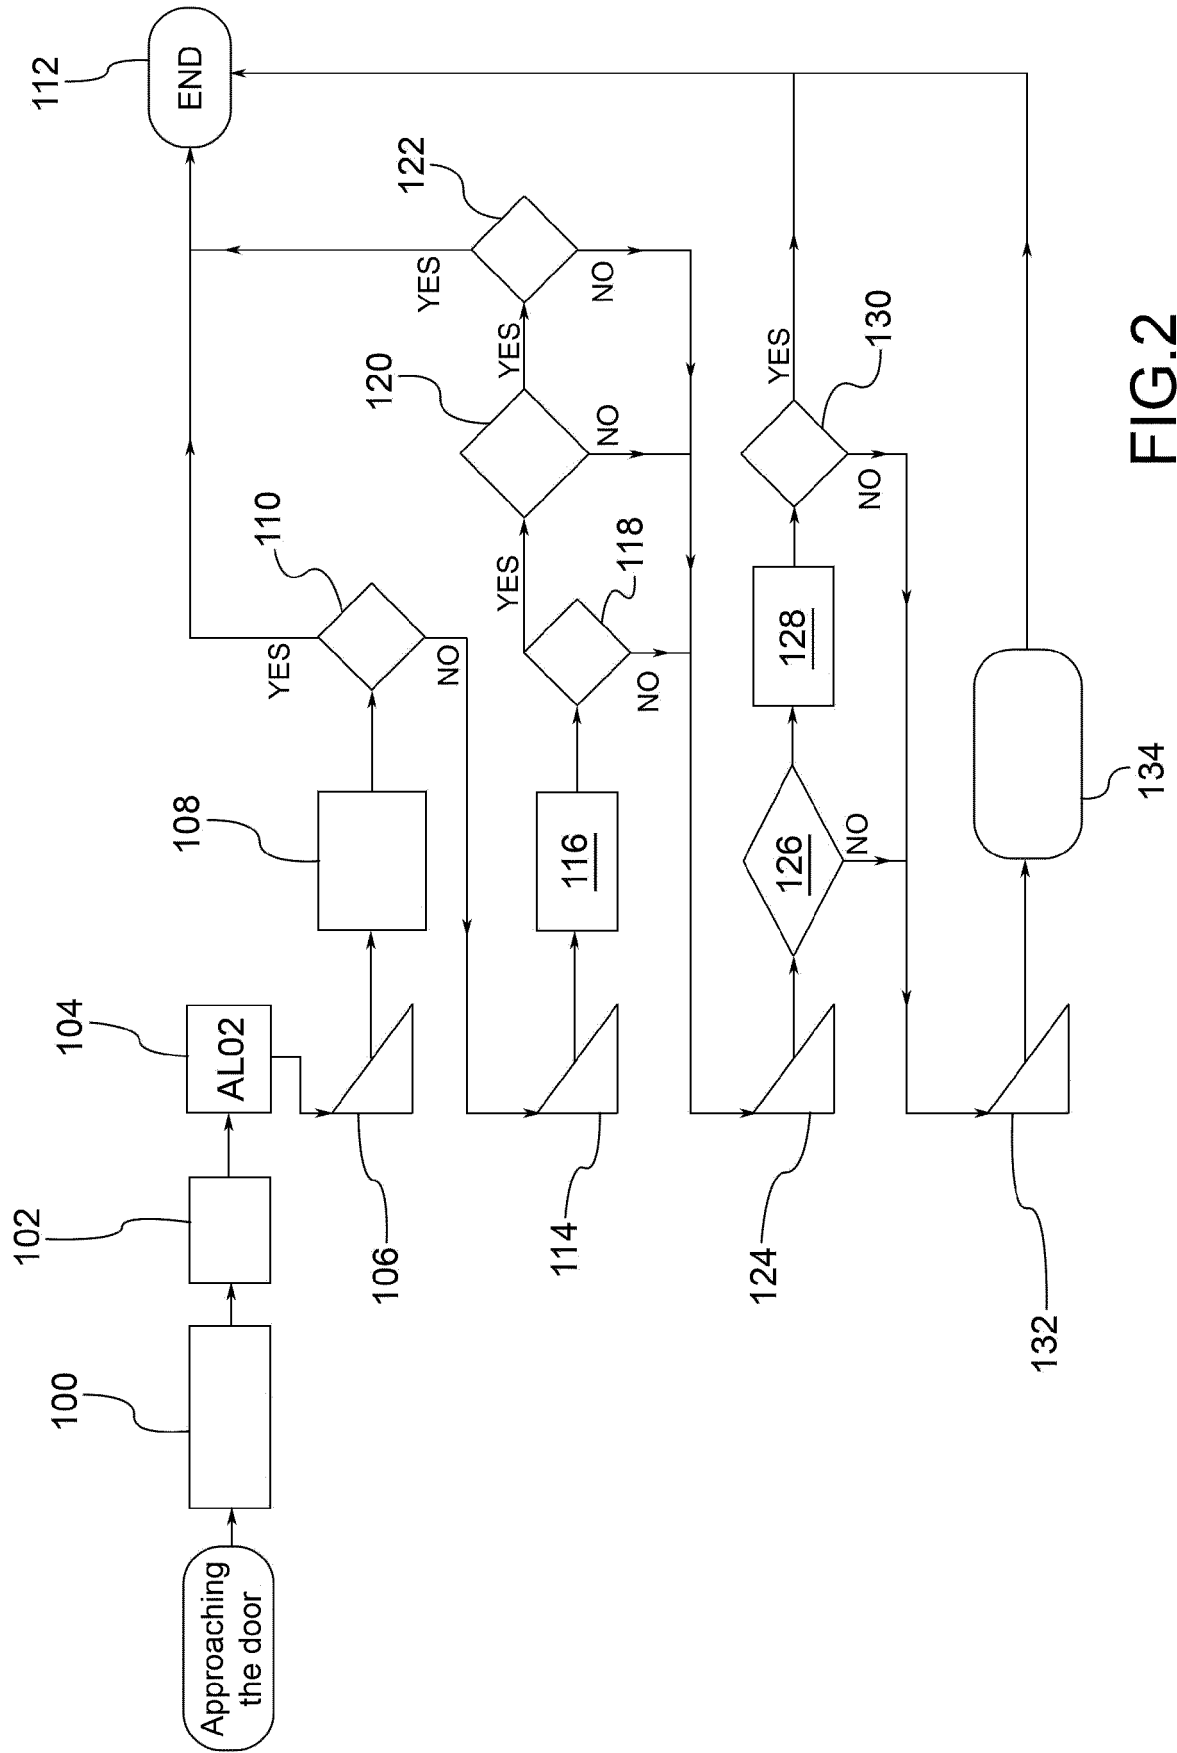 Approaching
the door
100
102
104
AL02
106
108
110
YES
NO
112
END
114
116
118
YES
NO
120
YES
NO
122
YES
NO
124
126
NO
128
130
YES
NO
132
134
FIG.2